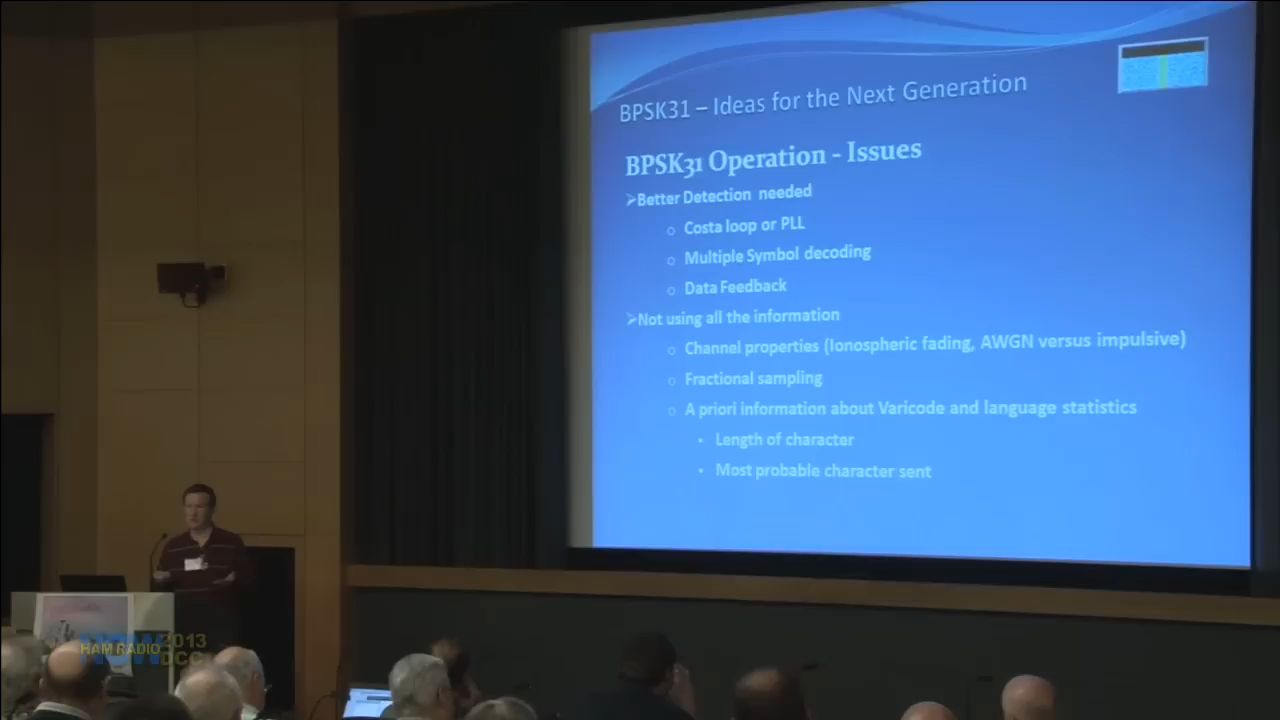 BPSK31 – Ideas for the Next Generation
BPSK31 Operation - Issues
➢Better Detection needed
o Costa loop or PLL
o Multiple Symbol decoding
o Data Feedback
➢Not using all the information
o Channel properties (Ionospheric fading, AWGN versus impulsive)
o Fractional sampling
o A priori information about Varicode and language statistics
• Length of character
• Most probable character sent
HAM RADIO 2013
DCC